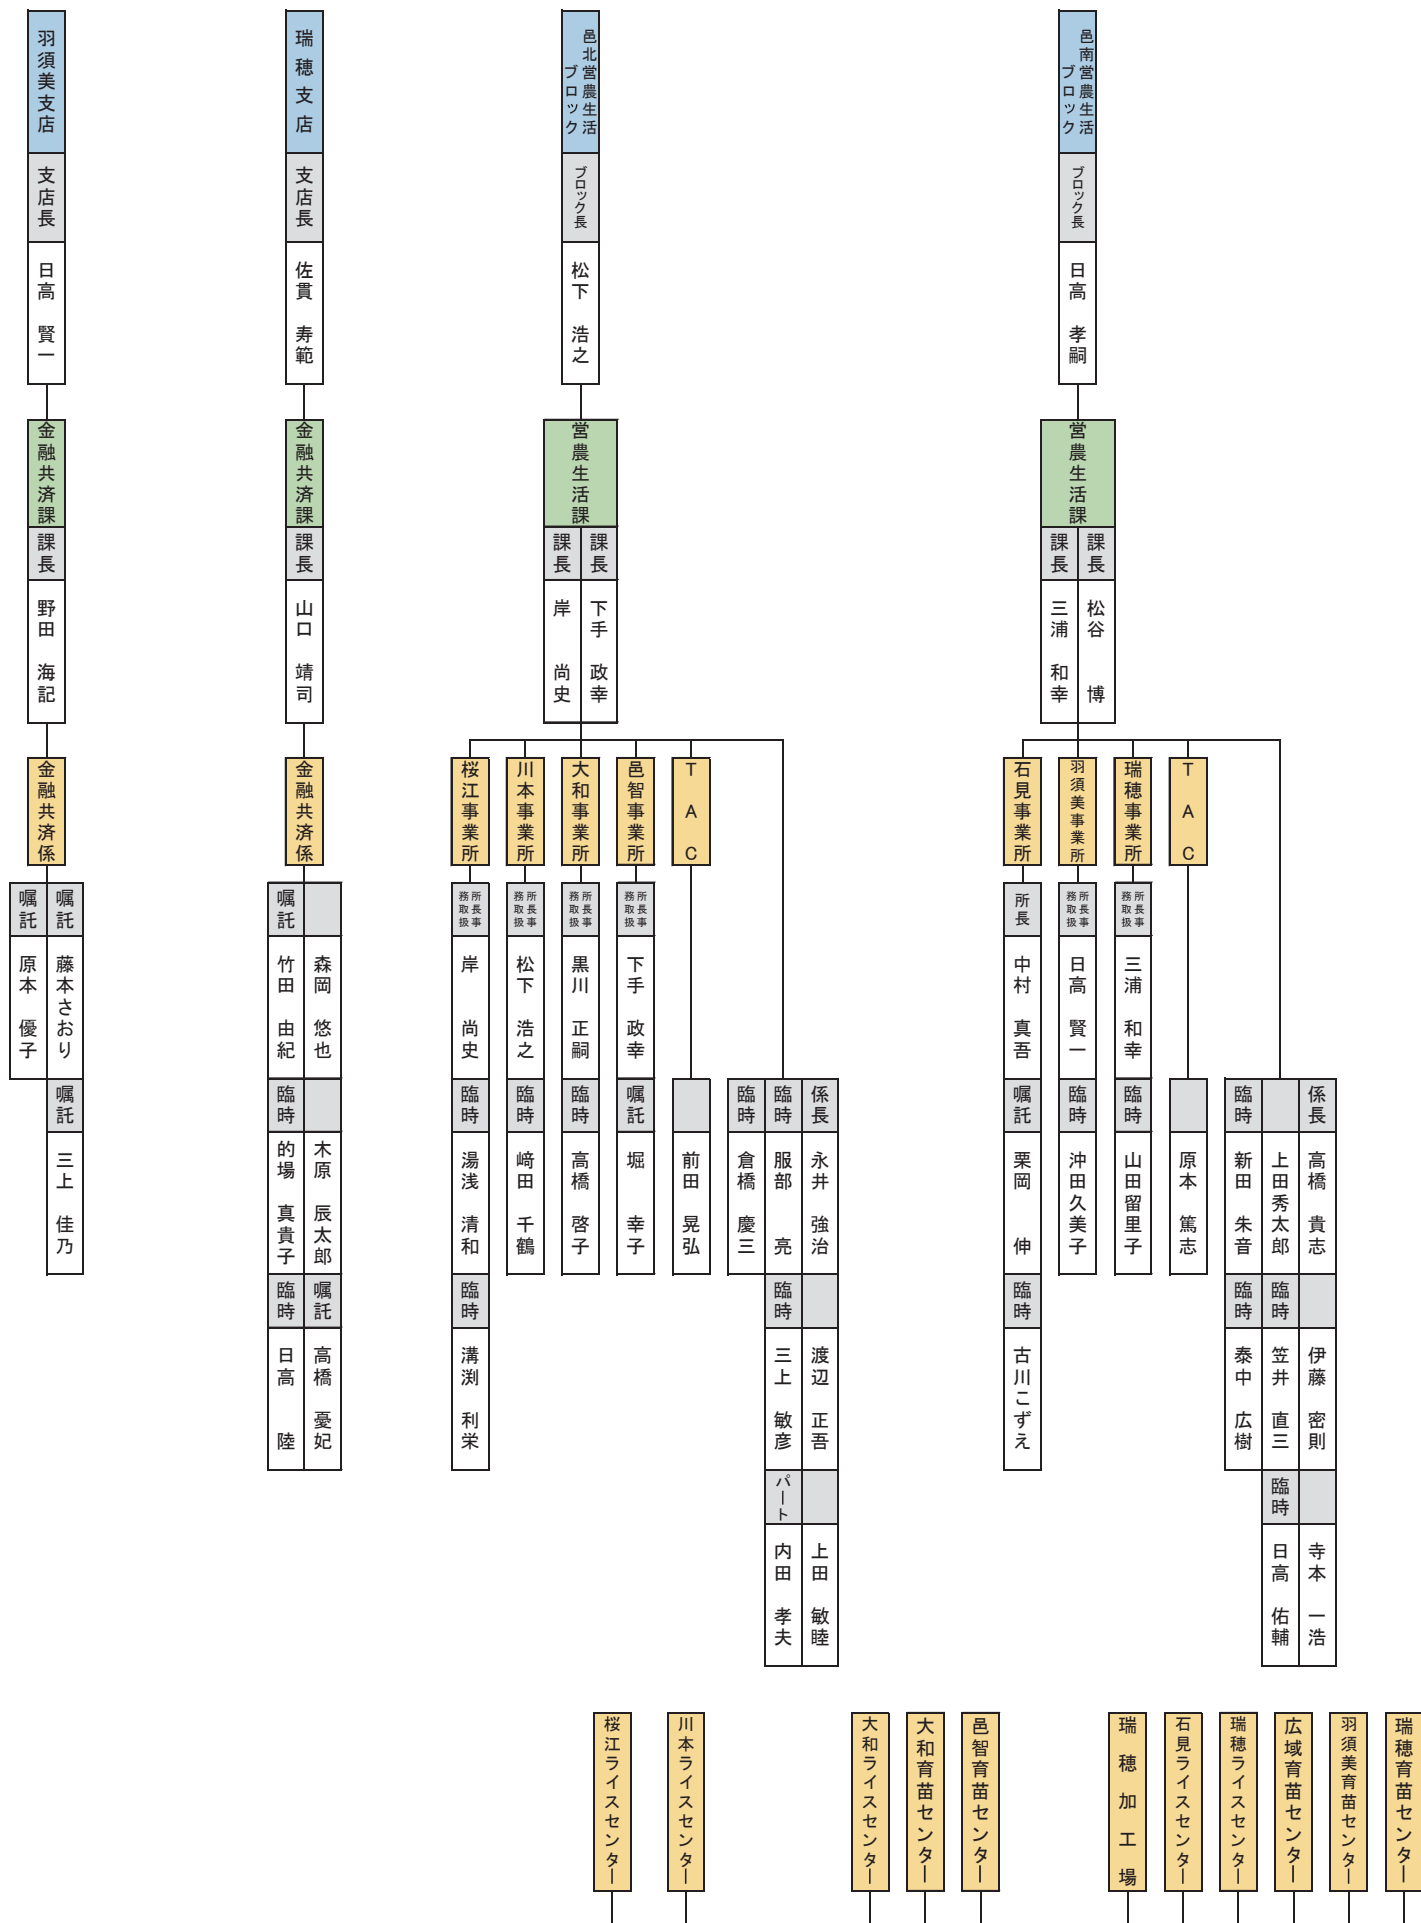 邑南営農生活ブロック
ブロック長
日高 孝嗣
営農生活課
課長
松谷 博
課長
三浦 和幸
TAC
原本 篤志
瑞穂事業所
所長事務取扱
三浦 和幸
臨時
山田留里子
羽須美事業所
所長事務取扱
日高 賢一
臨時
沖田久美子
石見事業所
所長
中村 真吾
嘱託
栗岡 伸
臨時
古川こずえ
係長
高橋 貴志
伊藤 密則
寺本 一浩
上田秀太郎
臨時
笠井 直三
臨時
日高 佑輔
臨時
新田 朱音
臨時
泰中 広樹
邑北営農生活ブロック
ブロック長
松下 浩之
営農生活課
課長
下手 政幸
課長
岸 尚史
TAC
前田 晃弘
邑智事業所
所長事務取扱
下手 政幸
嘱託
堀 幸子
大和事業所
所長事務取扱
黒川 正嗣
臨時
高橋 啓子
川本事業所
所長事務取扱
松下 浩之
臨時
﨑田 千鶴
桜江事業所
所長事務取扱
岸 尚史
臨時
湯浅 清和
臨時
溝渕 利栄
係長
永井 強治
渡辺 正吾
上田 敏睦
臨時
服部 亮
臨時
三上 敏彦
パート
内田 孝夫
臨時
倉橋 慶三
瑞穂支店
支店長
佐貫 寿範
金融共済課
課長
山口 靖司
金融共済係
森岡 悠也
木原 辰太郎
嘱託
高橋 憂妃
嘱託
竹田 由紀
臨時
的場 真貴子
臨時
日高 陸
羽須美支店
支店長
日高 賢一
金融共済課
課長
野田 海記
金融共済係
嘱託
藤本さおり
嘱託
三上 佳乃
嘱託
原本 優子
瑞穂育苗センター
羽須美育苗センター
広域育苗センター
瑞穂ライスセンター
石見ライスセンター
瑞穂加工場
邑智育苗センター
大和育苗センター
大和ライスセンター
川本ライスセンター
桜江ライスセンター